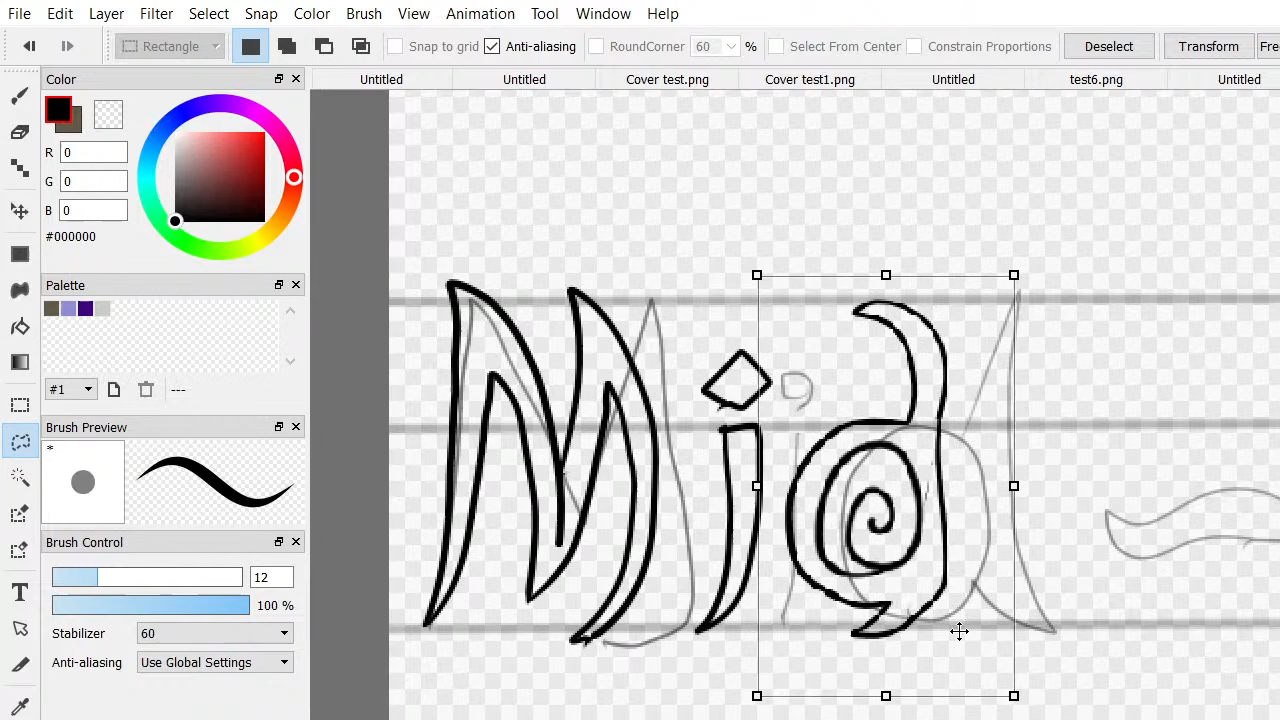 File Edit Layer Filter Select Snap Color Brush View Animation Tool Window Help
Rectangle Snap to grid Anti-aliasing RoundCorner 60 % Select From Center Constrain Proportions Deselect Transform Fre
Color Untitled Untitled Cover test.png Cover test1.png Untitled test6.png Untitled
R 0
G 0
B 0
#000000
Palette
#1 ---
Brush Preview
*
Mid
Brush Control
12
100 %
Stabilizer 60
Anti-aliasing Use Global Settings